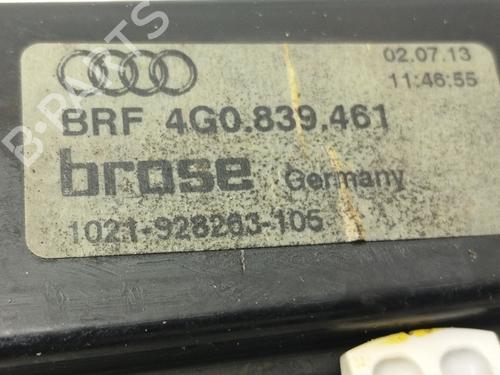 02.07.13
11:46:55
BRF 4G0.839.461
brose Germany
1021-928263-105
B-PARTS